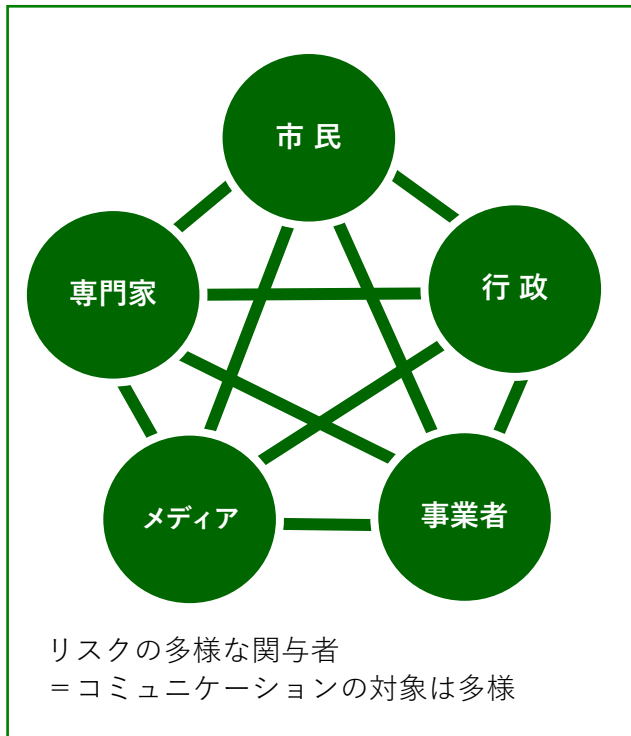 市 民
専門家
行 政
メディア
事業者
リスクの多様な関与者
＝コミュニケーションの対象は多様